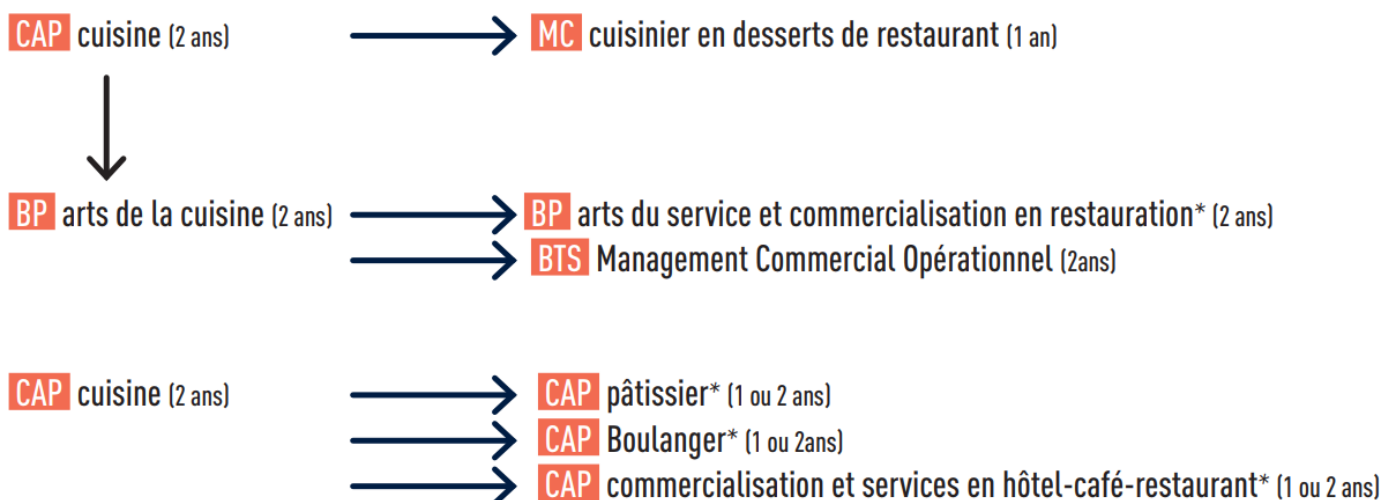 CAP cuisine (2 ans) MC cuisinier en desserts de restaurant (1 an)
BP arts de la cuisine (2 ans) BP arts du service et commercialisation en restauration* (2 ans)
BTS Management Commercial Opérationnel (2ans)
CAP cuisine (2 ans) CAP pâtissier* (1 ou 2 ans)
CAP Boulanger* (1 ou 2ans)
CAP commercialisation et services en hôtel-café-restaurant* (1 ou 2 ans)